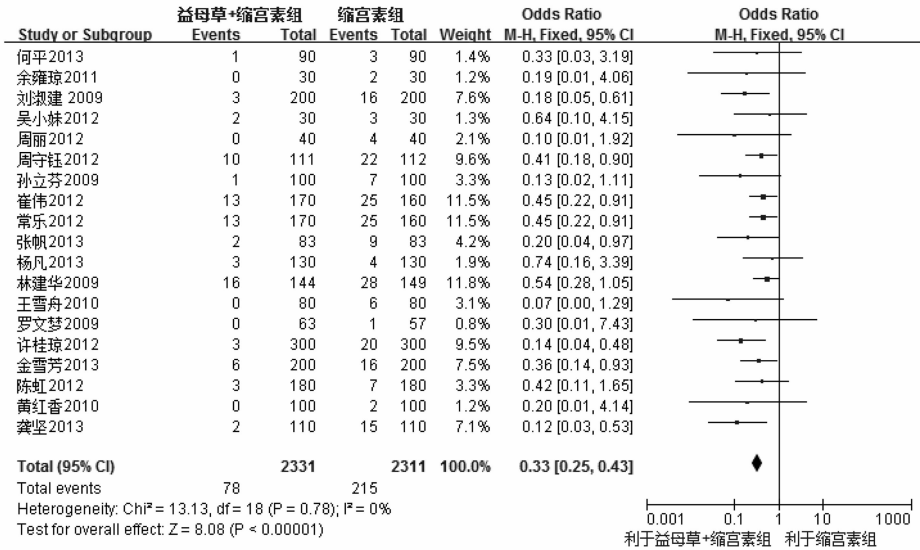 益母草+缩宫素组 缩宫素组 Odds Ratio Odds Ratio
Study or Subgroup Events Total Events Total Weight M-H, Fixed, 95% CI M-H, Fixed, 95% CI
何平2013 1 90 3 90 1.4% 0.33 [0.03, 3.19]
余雍琼2011 0 30 2 30 1.2% 0.19 [0.01, 4.06]
刘淑建 2009 3 200 16 200 7.6% 0.18 [0.05, 0.61]
吴小妹2012 2 30 3 30 1.3% 0.64 [0.10, 4.15]
周丽2012 0 40 4 40 2.1% 0.10 [0.01, 1.92]
周守钰2012 10 111 22 112 9.6% 0.41 [0.18, 0.90]
孙立芬2009 1 100 7 100 3.3% 0.13 [0.02, 1.11]
崔伟2012 13 170 25 160 11.5% 0.45 [0.22, 0.91]
常乐2012 13 170 25 160 11.5% 0.45 [0.22, 0.91]
张帆2013 2 83 9 83 4.2% 0.20 [0.04, 0.97]
杨凡2013 3 130 4 130 1.9% 0.74 [0.16, 3.39]
林建华2009 16 144 28 149 11.8% 0.54 [0.28, 1.05]
王雪舟2010 0 80 6 80 3.1% 0.07 [0.00, 1.29]
罗文梦2009 0 63 1 57 0.8% 0.30 [0.01, 7.43]
许桂琼2012 3 300 20 300 9.5% 0.14 [0.04, 0.48]
金雪芳2013 6 200 16 200 7.5% 0.36 [0.14, 0.93]
陈虹2012 3 180 7 180 3.3% 0.42 [0.11, 1.65]
黄红香2010 0 100 2 100 1.2% 0.20 [0.01, 4.14]
龚坚2013 2 110 15 110 7.1% 0.12 [0.03, 0.53]
Total (95% CI) 2331 2311 100.0% 0.33 [0.25, 0.43]
Total events 78 215
Heterogeneity: Chi² = 13.13, df = 18 (P = 0.78); I² = 0%
Test for overall effect: Z = 8.08 (P < 0.00001)
0.001 0.1 1 10 1000
利于益母草+缩宫素组 利于缩宫素组